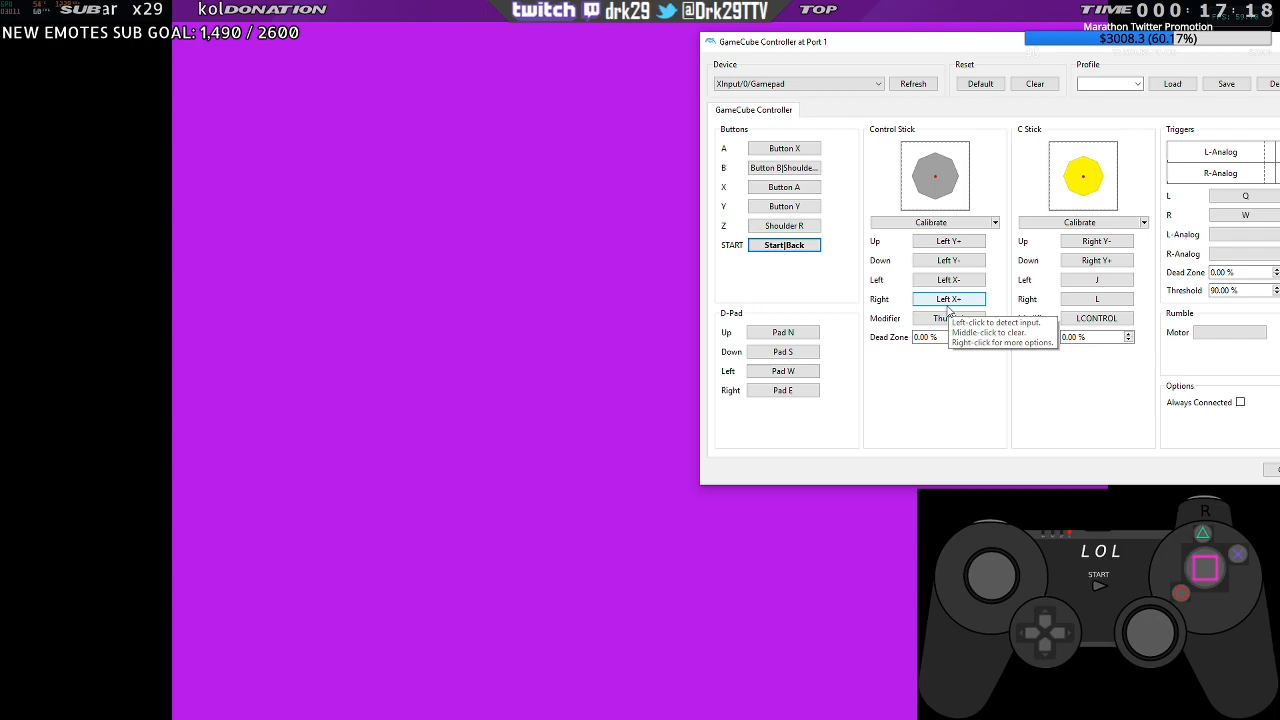 SUB ar x29
kol DONATION
twitch drk29 @Drk29TTV
TOP
TIME 000:17:18
NEW EMOTES SUB GOAL: 1,490 / 2600
Marathon Twitter Promotion
$3008.3 (60.17%)
GameCube Controller at Port 1
Device
XInput/0/Gamepad
Refresh
Reset
Default
Clear
Profile
Load
Save
De
GameCube Controller
Buttons
A Button X
B Button B|Shoulde...
X Button A
Y Button Y
Z Shoulder R
START Start|Back
D-Pad
Up Pad N
Down Pad S
Left Pad W
Right Pad E
Control Stick
Calibrate
Up Left Y+
Down Left Y-
Left Left X-
Right Left X+
Modifier Thu
Dead Zone 0.00 %
Left-click to detect input.
Middle-click to clear.
Right-click for more options.
C Stick
Calibrate
Up Right Y-
Down Right Y+
Left J
Right L
LCONTROL
0.00 %
Triggers
L-Analog
R-Analog
L Q
R W
L-Analog
R-Analog
Dead Zone 0.00 %
Threshold 90.00 %
Rumble
Motor
Options
Always Connected
R
LOL
START